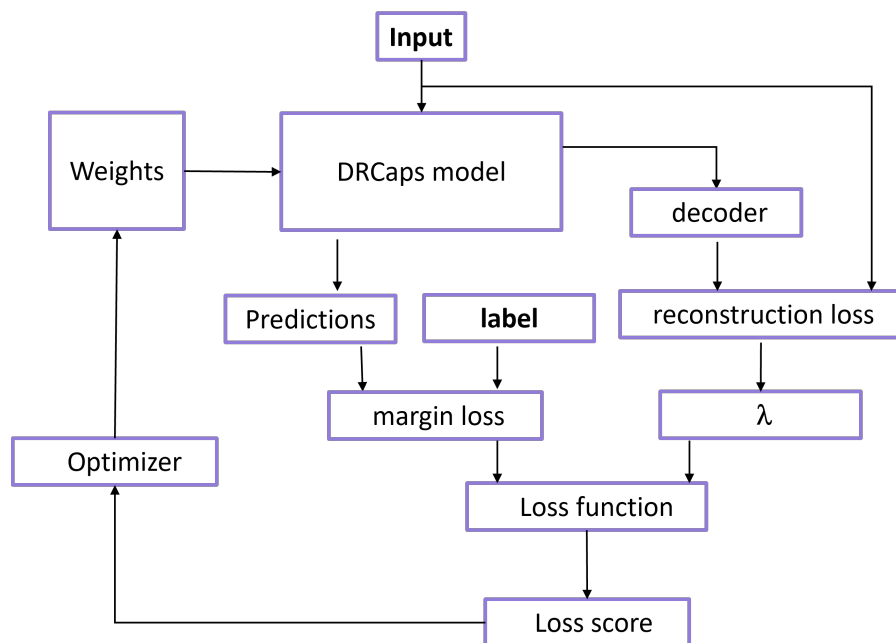 Input
Weights
DRCaps model
decoder
Predictions
label
reconstruction loss
margin loss
λ
Optimizer
Loss function
Loss score